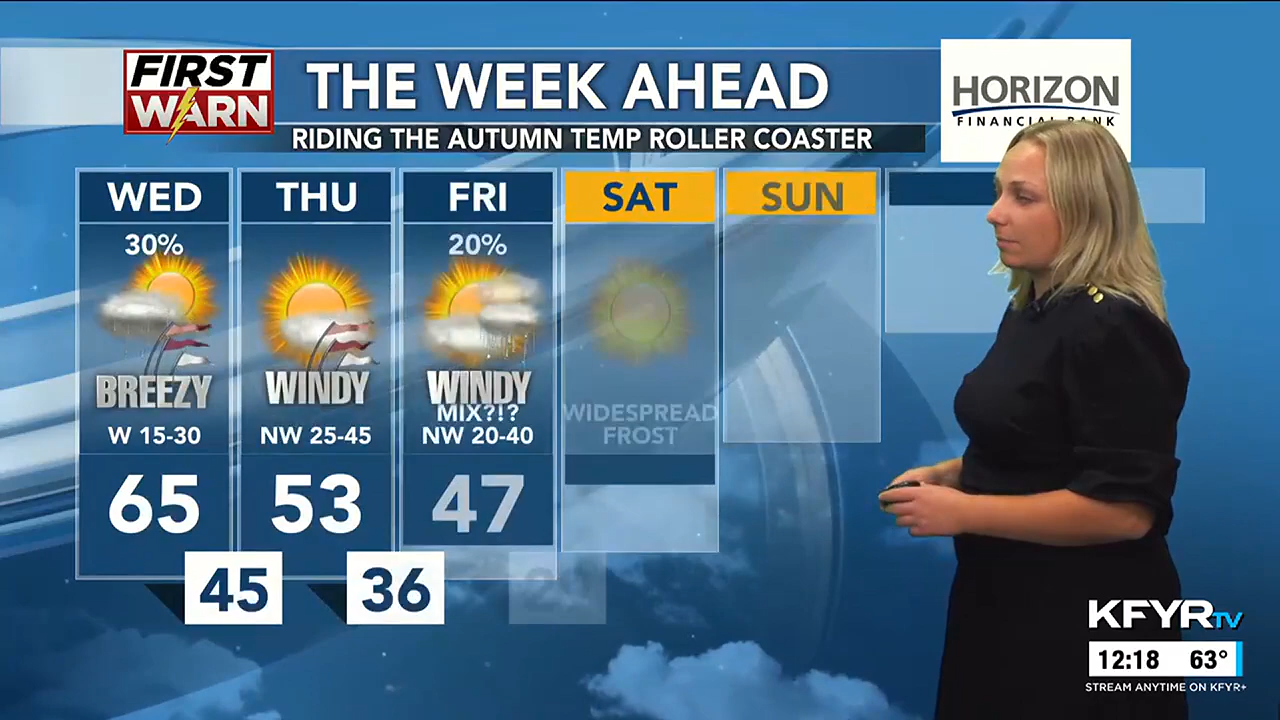 FIRST
WARN
THE WEEK AHEAD
RIDING THE AUTUMN TEMP ROLLER COASTER
HORIZON
FINANCIAL BANK
WED
THU
FRI
SAT
SUN
30%
20%
BREEZY
WINDY
WINDY
MIX?!?
W 15-30
NW 25-45
NW 20-40
WIDESPREAD
FROST
65
53
47
45
36
KFYRTV
12:18 63°
STREAM ANYTIME ON KFYR+